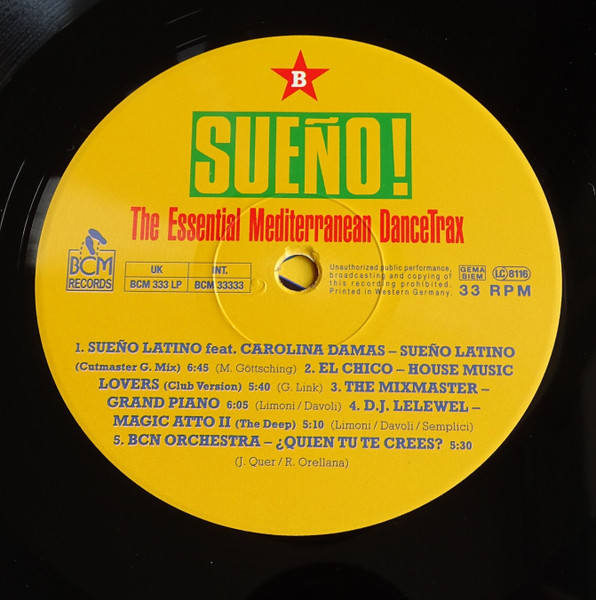 B
SUEÑO!
The Essential Mediterranean DanceTrax
BCM
RECORDS
UK INT.
BCM 333 LP BCM 33333
Unauthorized public performance,
broadcasting and copying of
this recording prohibited.
Printed in Western Germany.
GEMA
BIEM
LC 8116
33 RPM
1. SUEÑO LATINO feat. CAROLINA DAMAS – SUEÑO LATINO
(Cutmaster G. Mix) 6:45 (M. Göttsching) 2. EL CHICO – HOUSE MUSIC
LOVERS (Club Version) 5:40 (G. Link) 3. THE MIXMASTER –
GRAND PIANO 6:05 (Limoni / Davoli) 4. D.J. LELEWEL –
MAGIC ATTO II (The Deep) 5:10 (Limoni / Davoli / Semplici)
5. BCN ORCHESTRA – ¿QUIEN TU TE CREES? 5:30
(J. Quer / R. Orellana)